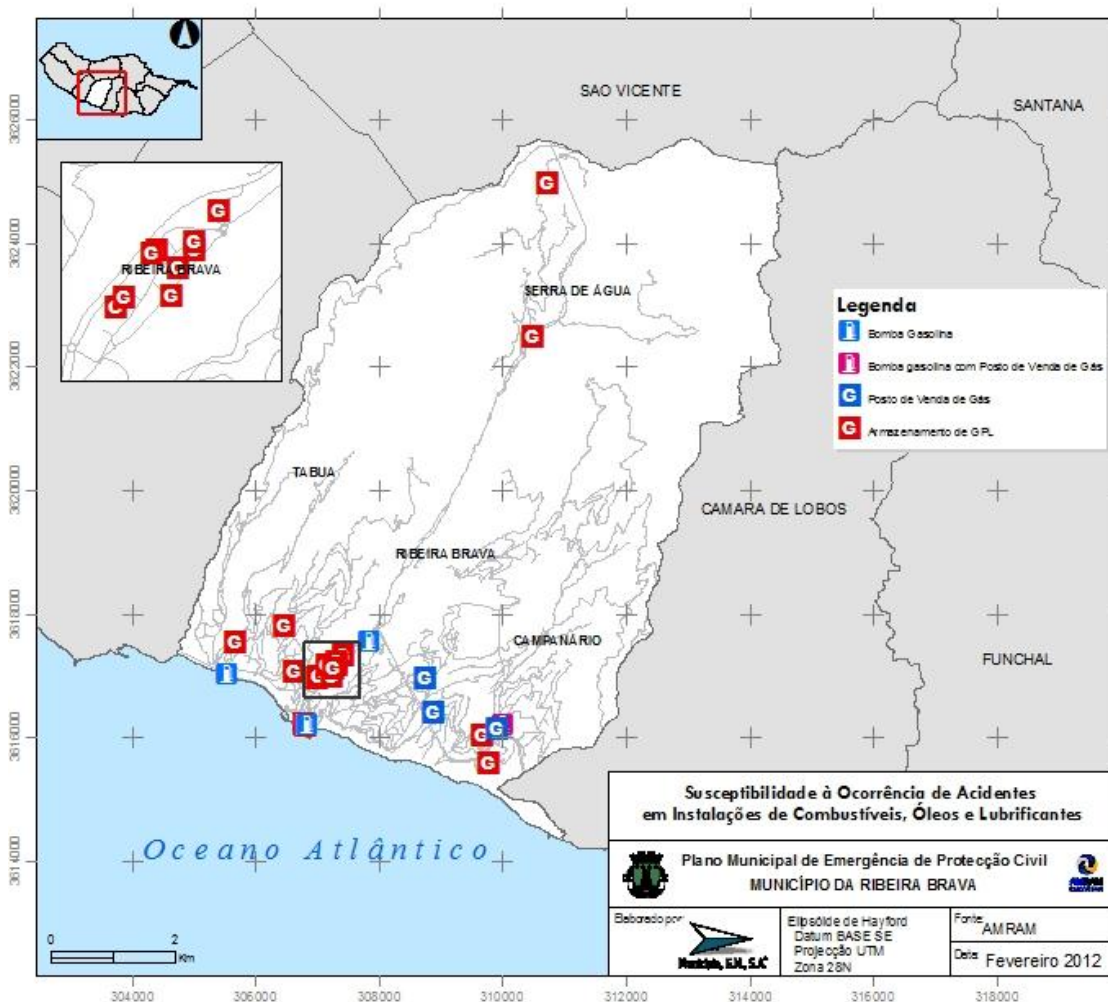 SAO VICENTE
SANTANA
RIBEIRA BRAVA
SERRA DE ÁGUA
Legenda
Bomba Gasolina
Bomba gasolina com Posto de Venda de Gás
Posto de Venda de Gás
Armazenamento de GPL
TABUA
CAMARA DE LOBOS
RIBEIRA BRAVA
CAMPANÁRIO
FUNCHAL
Oceano Atlântico
Susceptibilidade à Ocorrência de Acidentes
em Instalações de Combustíveis, Óleos e Lubrificantes
Plano Municipal de Emergência de Protecção Civil
MUNICÍPIO DA RIBEIRA BRAVA
AMRAM
Elaborado por:
Município, E.M., S.A.
Elipsóide de Hayford
Datum BASE SE
Projecção UTM
Zona 28N
Fonte:
AMRAM
Data: Fevereiro 2012
0 2
Km
3626000
3624000
3622000
3620000
3618000
3616000
3614000
304000 306000 308000 310000 312000 314000 316000 318000